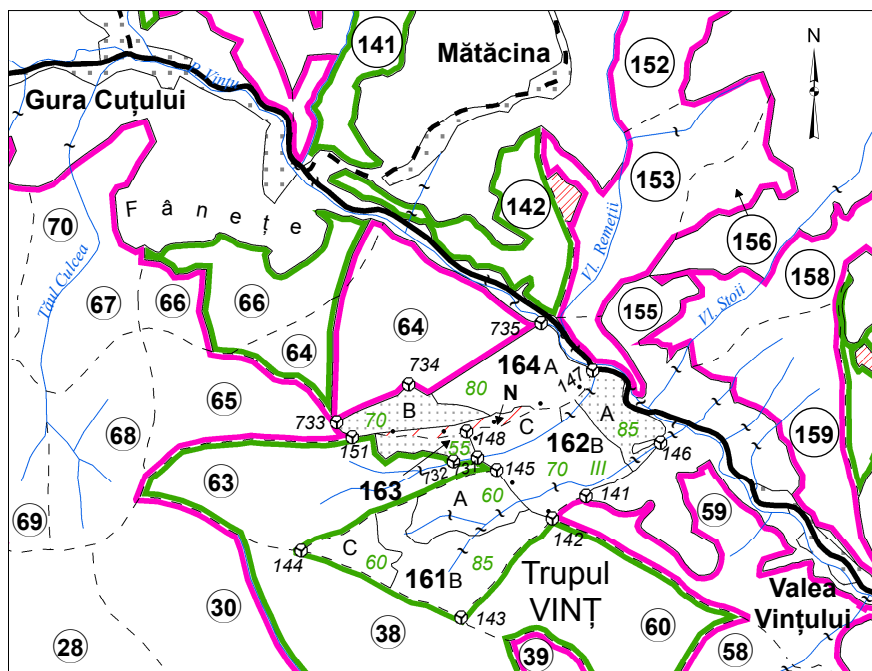 141
Mătăcina
152
N
P. Vințu
Gura Cuțului
142
153
Vl. Remeții
156
70
Fânețe
Tăul Culcea
158
67
66
66
155
Vl. Stoii
64
64
735
164 A
147
734
80
N
65
B
C
A
733
70
85
68
151
148
162 B
159
55
146
732
731
145
70 III
63
163
60
141
A
59
69
142
C
144
60
161 B
85
Trupul
VINȚ
Valea
Vințului
30
143
60
28
38
39
58